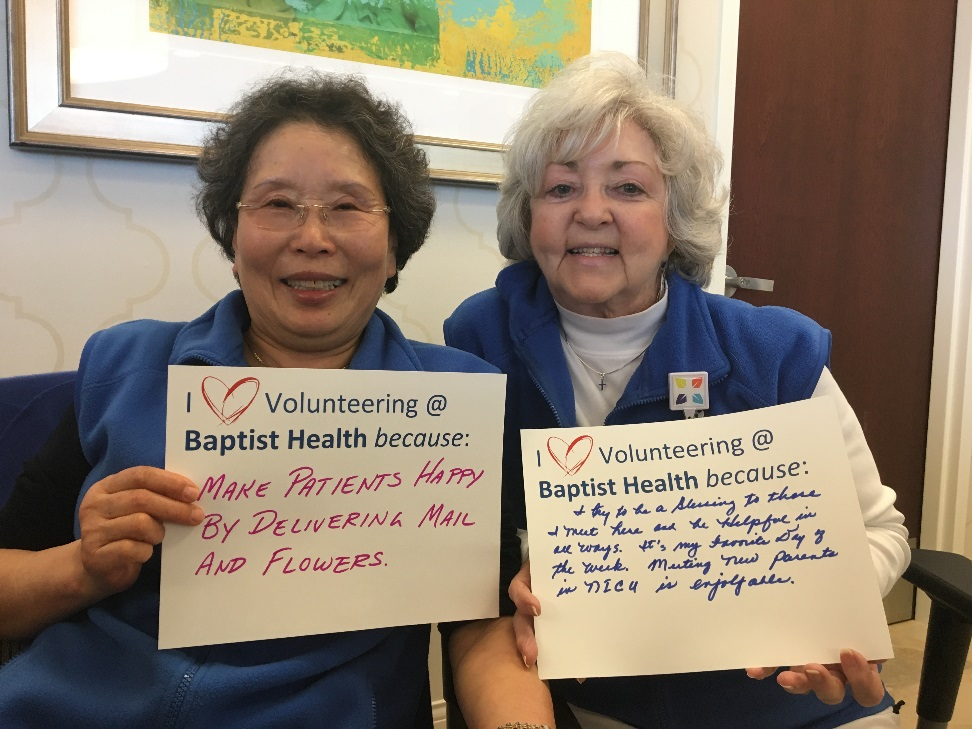 I Volunteering @
Baptist Health because:
MAKE PATIENTS HAPPY
BY DELIVERING MAIL
AND FLOWERS.
I Volunteering @
Baptist Health because:
I try to be a Blessing to those
I meet here and be Helpful in
all ways. It's my Favorite Day of
the week. Meeting new Parents
in NICU is enjoyable.